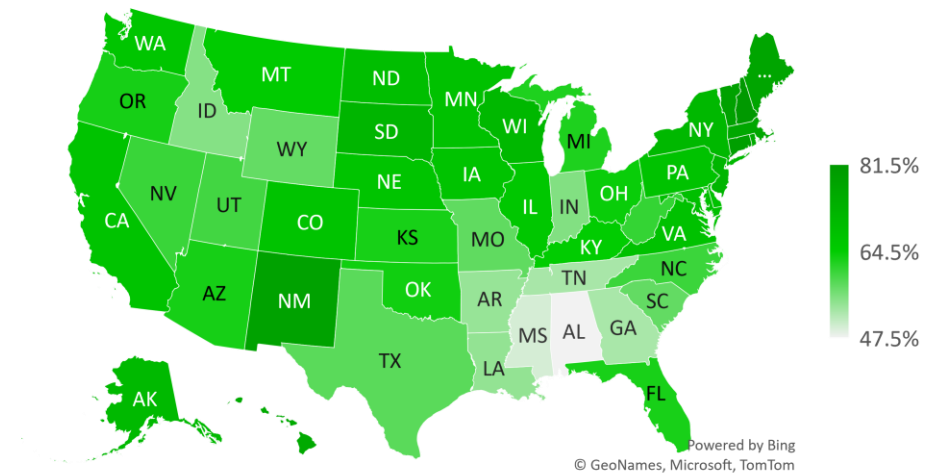 WA
MT
ND
MN
...
OR
ID
SD
WI
MI
NY
WY
81.5%
NE
IA
PA
NV
UT
CO
IL
IN
OH
CA
KS
MO
KY
VA
64.5%
AZ
NM
OK
AR
TN
NC
SC
MS
AL
GA
47.5%
TX
LA
AK
FL
Powered by Bing
© GeoNames, Microsoft, TomTom